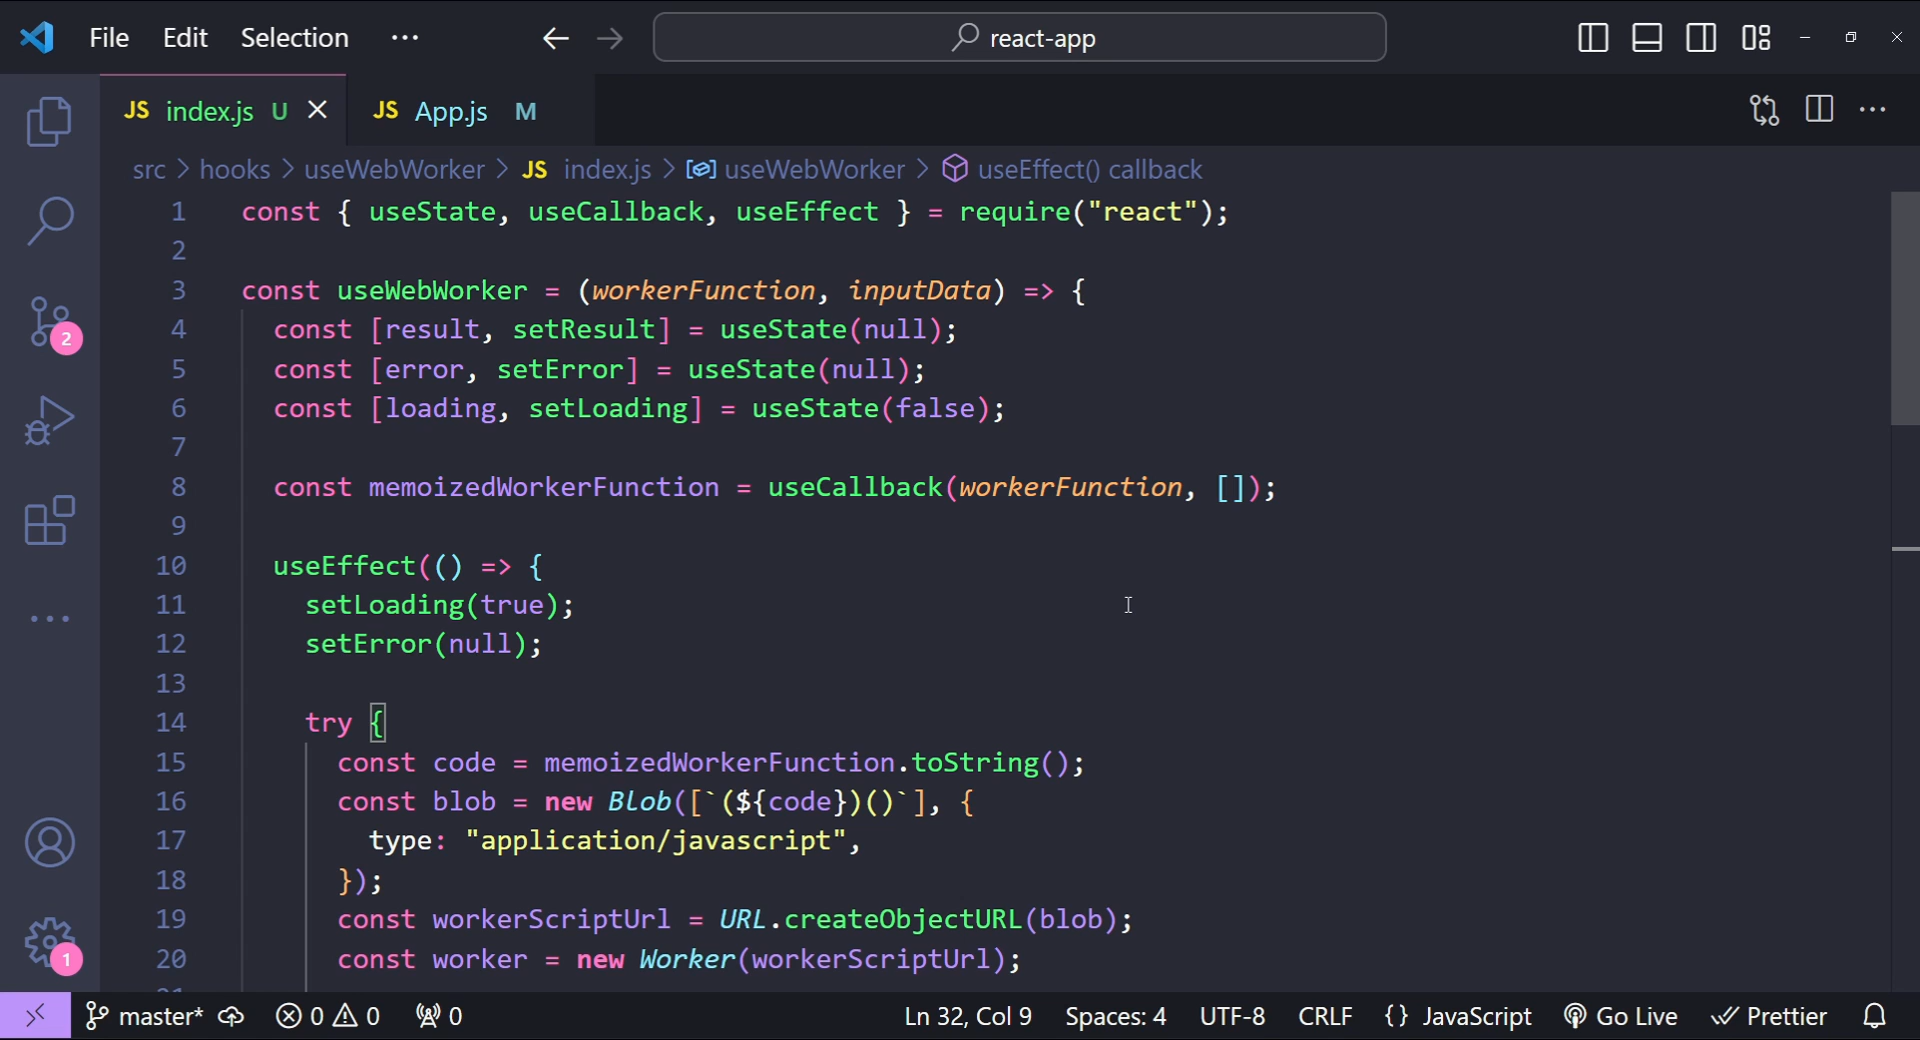 File Edit Selection ··· react-app
JS index.js U JS App.js M
src > hooks > useWebWorker > JS index.js > useWebWorker > useEffect() callback
1 const { useState, useCallback, useEffect } = require("react");
2
3 const useWebWorker = (workerFunction, inputData) => {
4 const [result, setResult] = useState(null);
5 const [error, setError] = useState(null);
6 const [loading, setLoading] = useState(false);
7
8 const memoizedWorkerFunction = useCallback(workerFunction, []);
9
10 useEffect(() => {
11 setLoading(true);
12 setError(null);
13
14 try {
15 const code = memoizedWorkerFunction.toString();
16 const blob = new Blob([`(${code})()`], {
17 type: "application/javascript",
18 });
19 const workerScriptUrl = URL.createObjectURL(blob);
20 const worker = new Worker(workerScriptUrl);
2
1
master* 0 0 0 Ln 32, Col 9 Spaces: 4 UTF-8 CRLF {} JavaScript Go Live Prettier